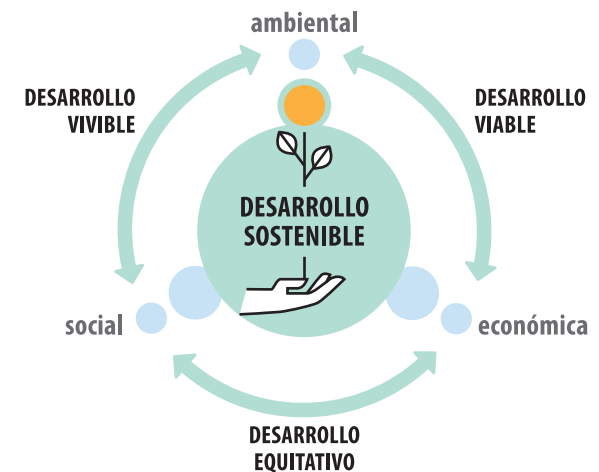 ambiental
DESARROLLO
VIVIBLE
DESARROLLO
VIABLE
DESARROLLO
SOSTENIBLE
social
económica
DESARROLLO
EQUITATIVO